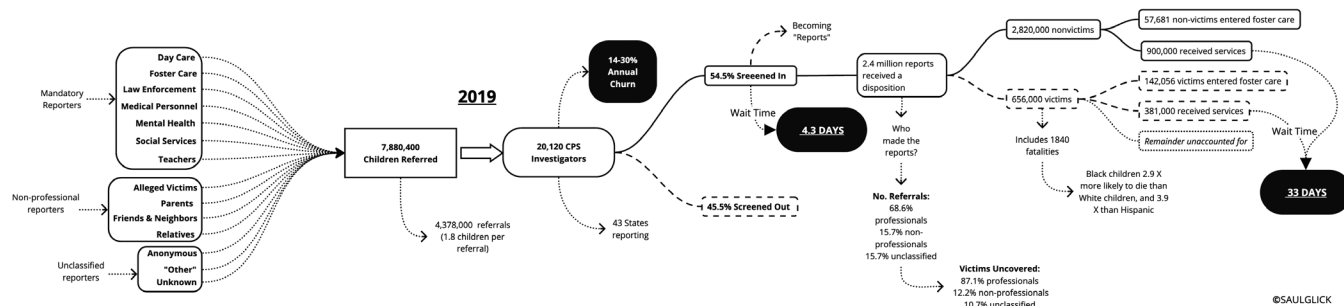 Mandatory
Reporters
Day Care
Foster Care
Law Enforcement
Medical Personnel
Mental Health
Social Services
Teachers
Non-professional
reporters
Alleged Victims
Parents
Friends & Neighbors
Relatives
Unclassified
reporters
Anonymous
"Other"
Unknown
2019
7,880,400
Children Referred
4,378,000 referrals
(1.8 children per
referral)
14-30%
Annual
Churn
20,120 CPS
Investigators
43 States
reporting
Becoming
"Reports"
54.5% Sreeened In
Wait Time
4.3 DAYS
45.5% Screened Out
2.4 million reports
received a
disposition
Who
made the
reports?
No. Referrals:
68.6%
professionals
15.7% non-
professionals
15.7% unclassified
Victims Uncovered:
87.1% professionals
12.2% non-professionals
10.7% unclassified
2,820,000 nonvictims
57,681 non-victims entered foster care
900,000 received services
656,000 victims
142,056 victims entered foster care
381,000 received services
Remainder unaccounted for
Includes 1840
fatalities
Black children 2.9 X
more likely to die than
White children, and 3.9
X than Hispanic
Wait Time
33 DAYS
©SAULGLICK